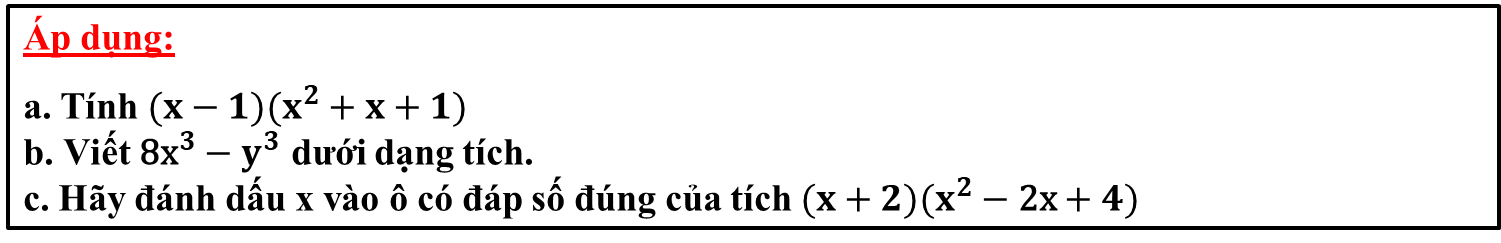 Áp dụng:
a. Tính (x − 1)(x² + x + 1)
b. Viết 8x³ − y³ dưới dạng tích.
c. Hãy đánh dấu x vào ô có đáp số đúng của tích (x + 2)(x² − 2x + 4)